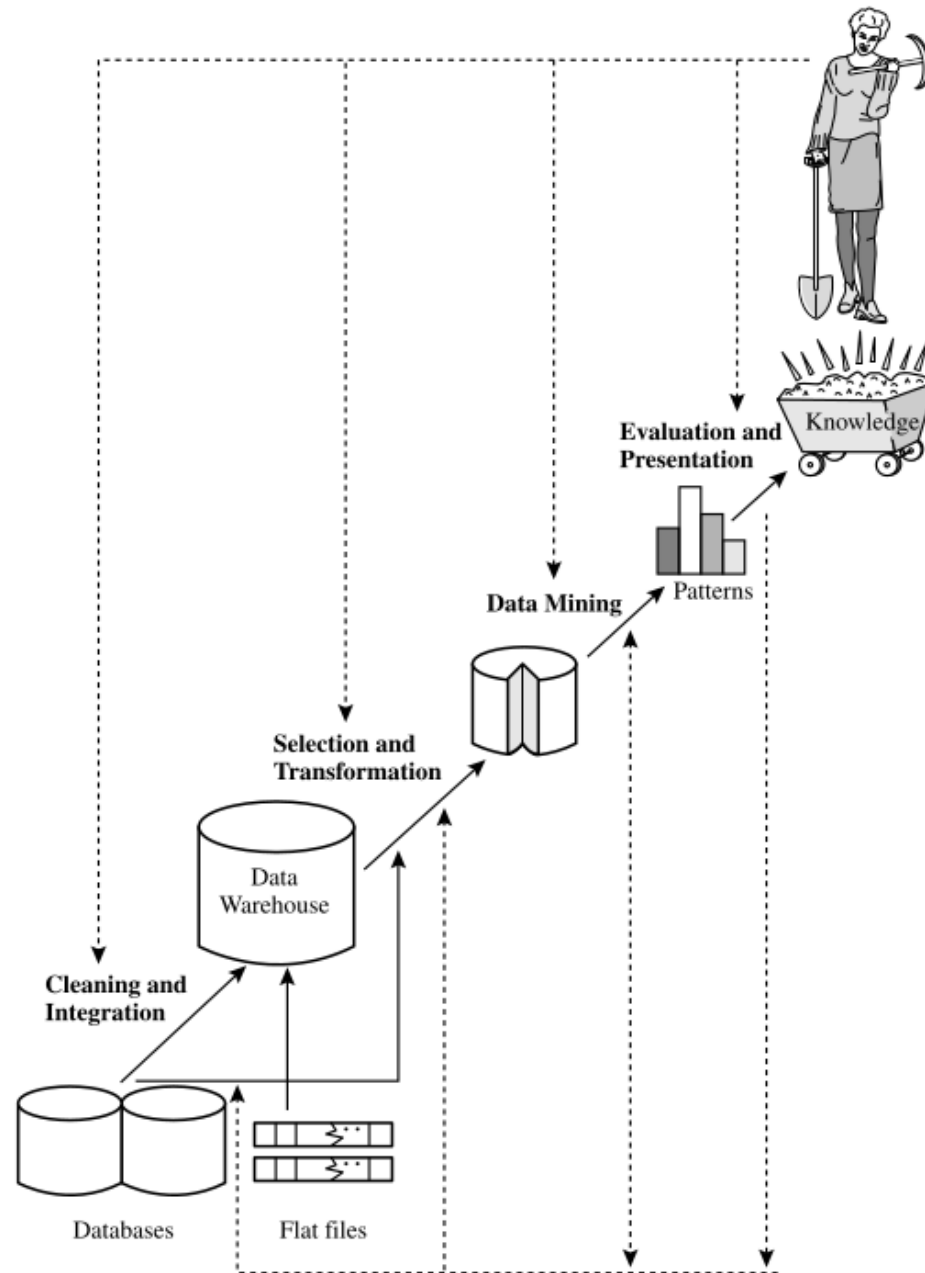 Knowledge
Evaluation and
Presentation
Patterns
Data Mining
Selection and
Transformation
Data
Warehouse
Cleaning and
Integration
Databases
Flat files